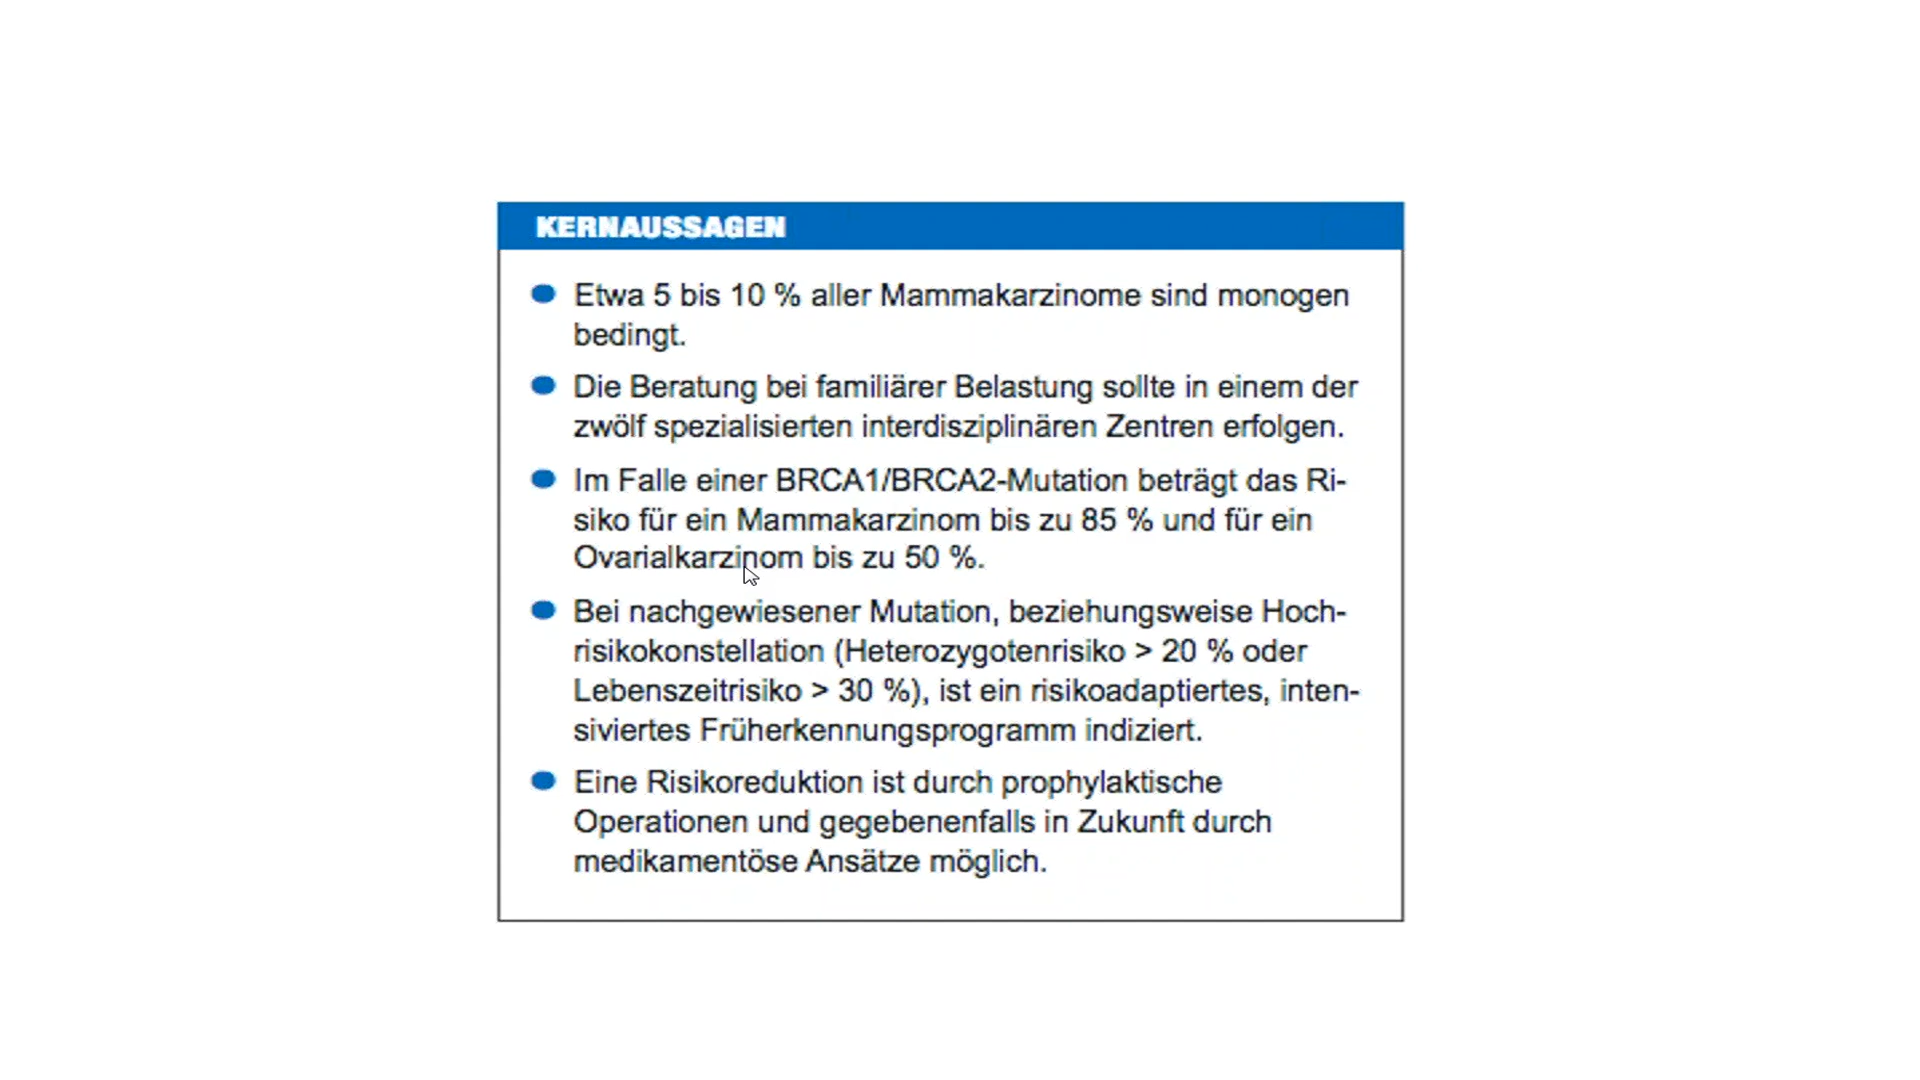 KERNAUSSAGEN
Etwa 5 bis 10 % aller Mammakarzinome sind monogen
bedingt.
Die Beratung bei familiärer Belastung sollte in einem der
zwölf spezialisierten interdisziplinären Zentren erfolgen.
Im Falle einer BRCA1/BRCA2-Mutation beträgt das Ri-
siko für ein Mammakarzinom bis zu 85 % und für ein
Ovarialkarzinom bis zu 50 %.
Bei nachgewiesener Mutation, beziehungsweise Hoch-
risikokonstellation (Heterozygotenrisiko > 20 % oder
Lebenszeitrisiko > 30 %), ist ein risikoadaptiertes, inten-
siviertes Früherkennungsprogramm indiziert.
Eine Risikoreduktion ist durch prophylaktische
Operationen und gegebenenfalls in Zukunft durch
medikamentöse Ansätze möglich.